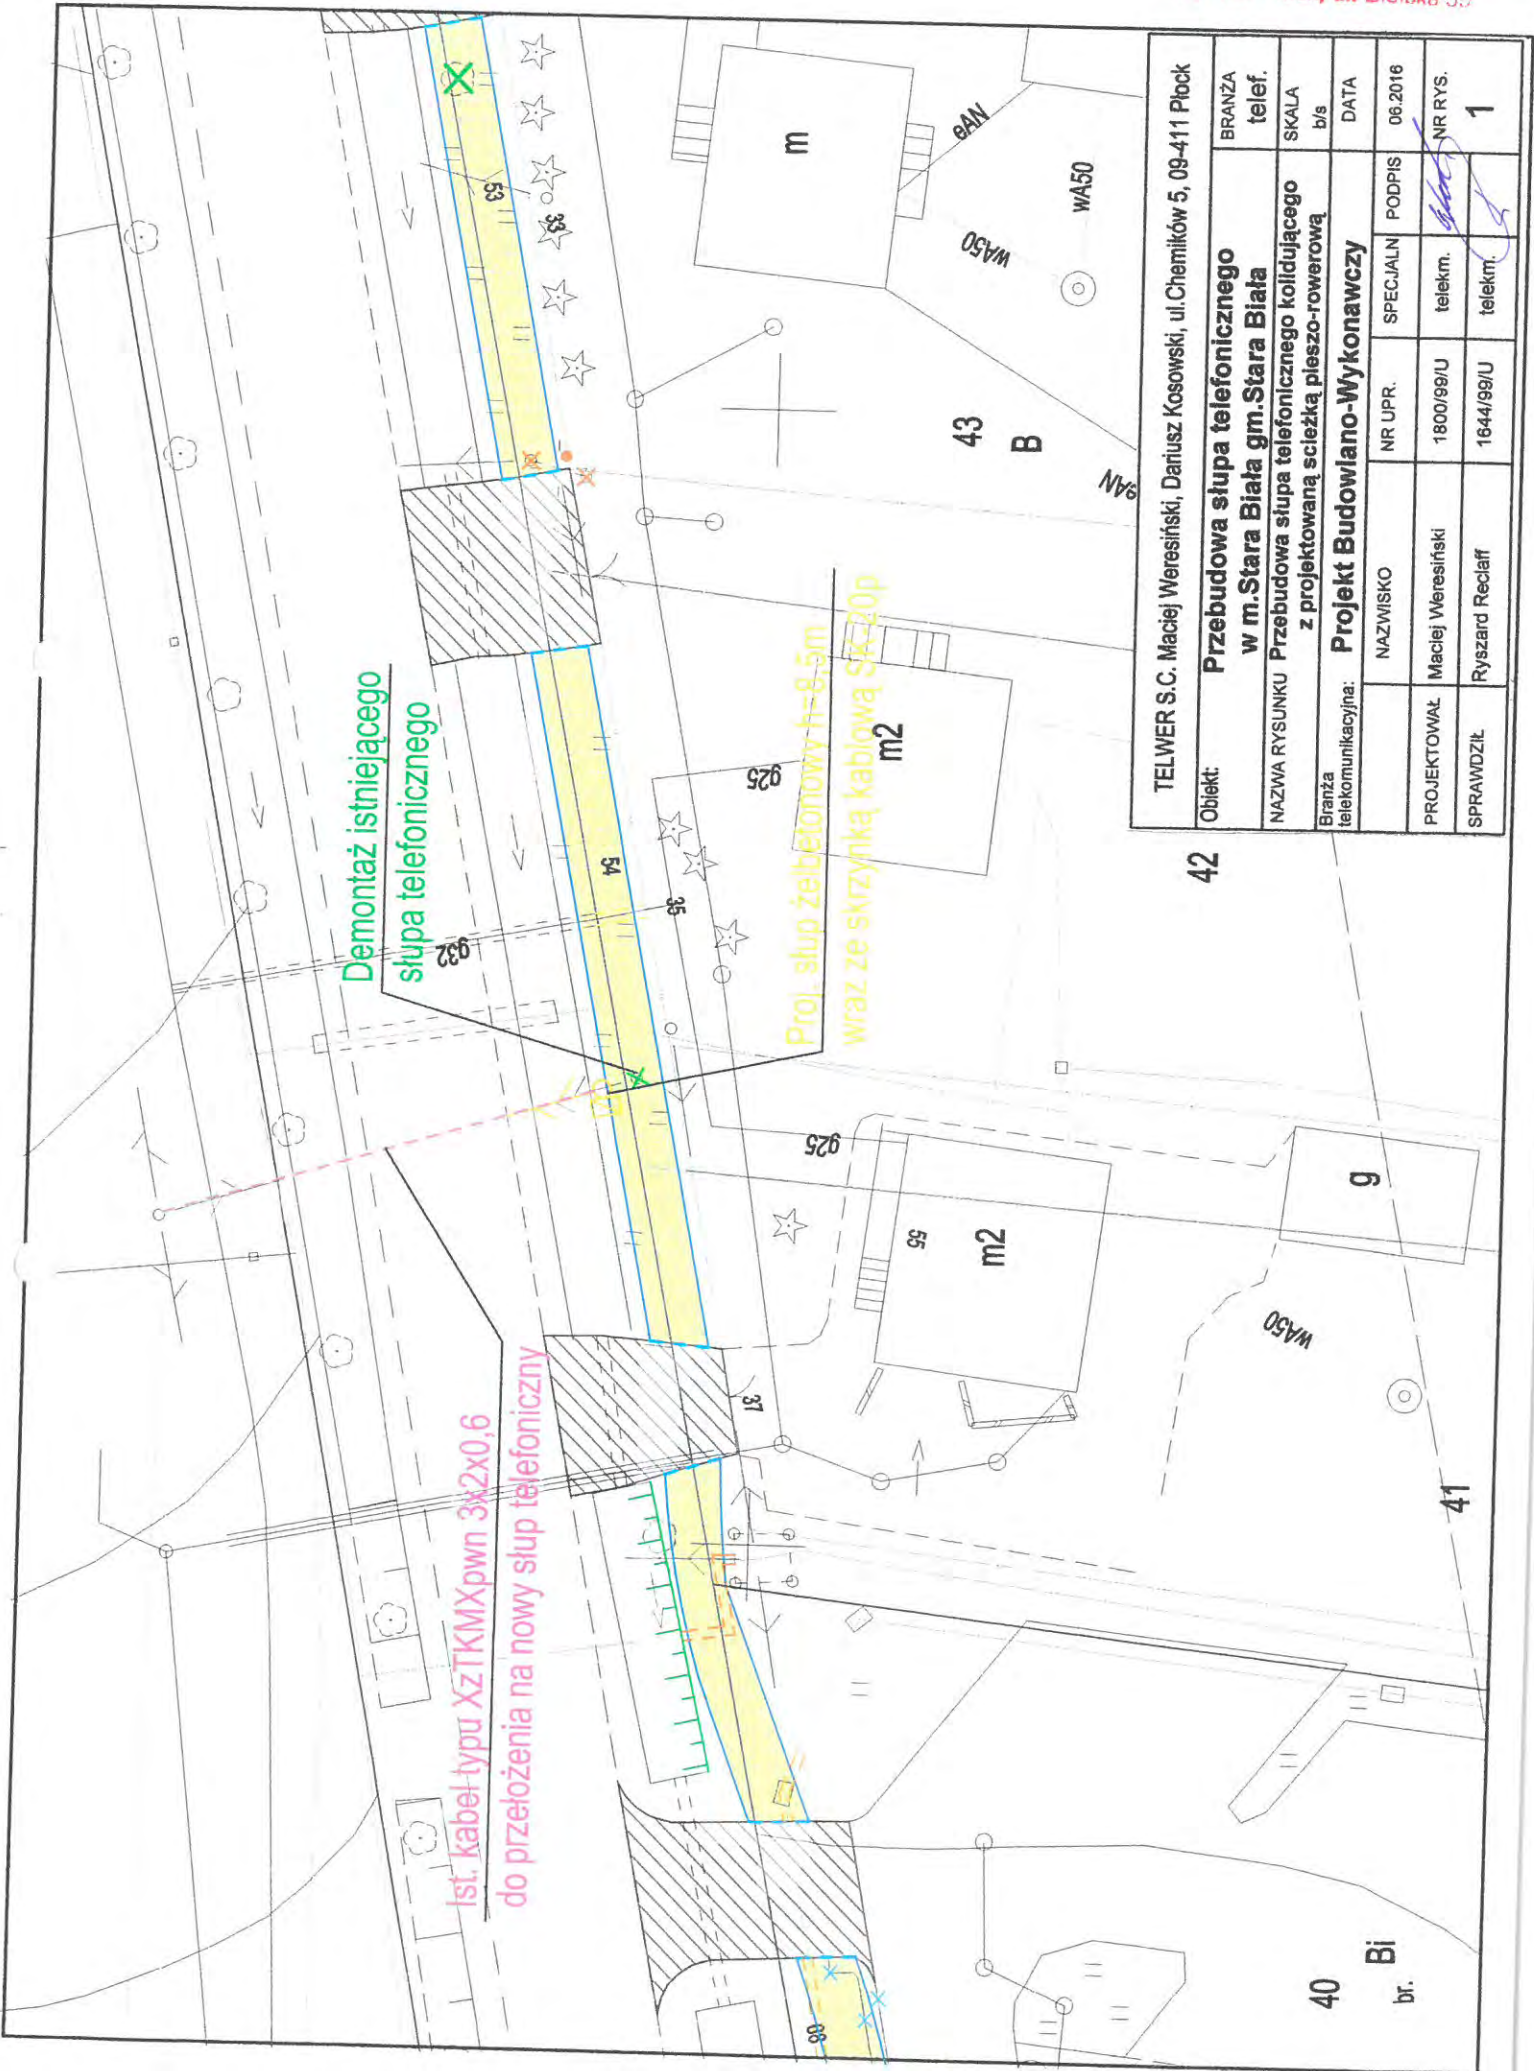 Demontaż istniejącego
słupa telefonicznego
Proj. słup żelbetonowy h=8,5m
wraz ze skrzynką kablową SK-20p
Ist. kabel typu XzTKMXpwn 3x2x0,6
do przełożenia na nowy słup telefoniczny
53
33
m
eAN
wA50
wA50
43
B
eAN
g25
m2
54
35
g32
42
g25
55
m2
g
wA50
37
41
40
Bi
br.
TELWER S.C. Maciej Weresiński, Dariusz Kosowski, ul.Chemików 5, 09-411 Płock
Obiekt: Przebudowa słupa telefonicznego
w m.Stara Biała gm.Stara Biała
BRANŻA
telef.
NAZWA RYSUNKU Przebudowa słupa telefonicznego kolidującego
z projektowaną scieżką pieszo-rowerową
SKALA
b/s
Branża
telekomunikacyjna: Projekt Budowlano-Wykonawczy
DATA
NAZWISKO NR UPR. SPECJALN PODPIS 06.2016
PROJEKTOWAŁ Maciej Weresiński 1800/99/U telekm. NR RYS.
SPRAWDZIŁ Ryszard Reclaff 1644/99/U telekm. 1